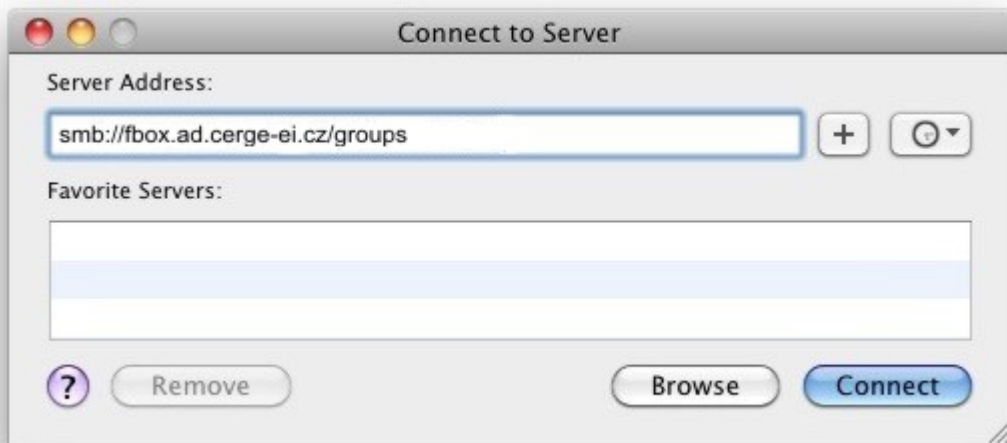 Connect to Server
Server Address:
smb://fbox.ad.cerge-ei.cz/groups
+
Favorite Servers:
? Remove Browse Connect